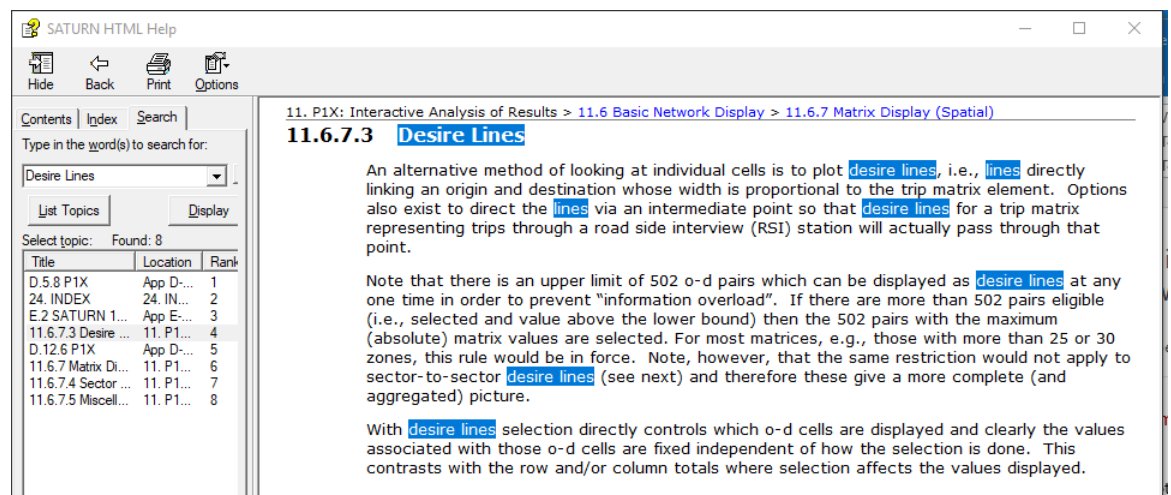 SATURN HTML Help
Hide Back Print Options
Contents Index Search
Type in the word(s) to search for:
Desire Lines
List Topics Display
Select topic: Found: 8
Title Location Rank
D.5.8 P1X App D-... 1
24. INDEX 24. IN... 2
E.2 SATURN 1... App E-... 3
11.6.7.3 Desire ... 11. P1... 4
D.12.6 P1X App D-... 5
11.6.7 Matrix Di... 11. P1... 6
11.6.7.4 Sector ... 11. P1... 7
11.6.7.5 Miscell... 11. P1... 8
11. P1X: Interactive Analysis of Results > 11.6 Basic Network Display > 11.6.7 Matrix Display (Spatial)
11.6.7.3 Desire Lines
An alternative method of looking at individual cells is to plot desire lines, i.e., lines directly
linking an origin and destination whose width is proportional to the trip matrix element. Options
also exist to direct the lines via an intermediate point so that desire lines for a trip matrix
representing trips through a road side interview (RSI) station will actually pass through that
point.
Note that there is an upper limit of 502 o-d pairs which can be displayed as desire lines at any
one time in order to prevent “information overload”. If there are more than 502 pairs eligible
(i.e., selected and value above the lower bound) then the 502 pairs with the maximum
(absolute) matrix values are selected. For most matrices, e.g., those with more than 25 or 30
zones, this rule would be in force. Note, however, that the same restriction would not apply to
sector-to-sector desire lines (see next) and therefore these give a more complete (and
aggregated) picture.
With desire lines selection directly controls which o-d cells are displayed and clearly the values
associated with those o-d cells are fixed independent of how the selection is done. This
contrasts with the row and/or column totals where selection affects the values displayed.